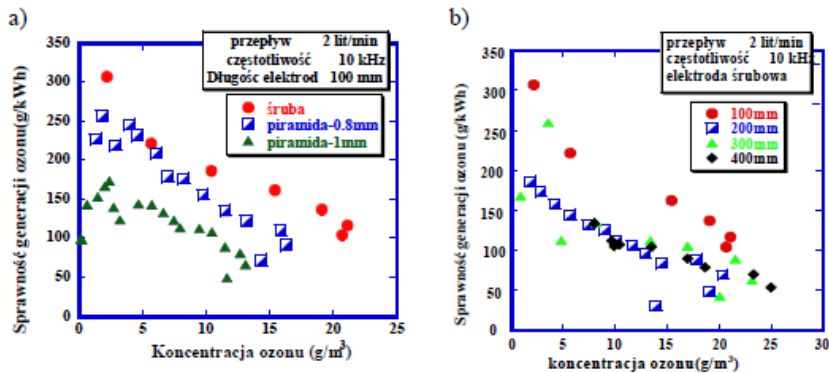 a)
Sprawność generacji ozonu(g/kWh)
350
300
250
200
150
100
50
0
przepływ 2 lit/min
częstotliwość 10 kHz
Długośc elektrod 100 mm
śruba
piramida-0.8mm
piramida-1mm
0 5 10 15 20 25
Koncentracja ozonu (g/m³)
b)
Sprawność generacji ozonu(g/kWh)
350
300
250
200
150
100
50
0
przepływ 2 lit/min
częstotliwość 10 kHz
elektroda śrubowa
100mm
200mm
300mm
400mm
0 5 10 15 20 25 30
koncentracja ozonu(g/m³)